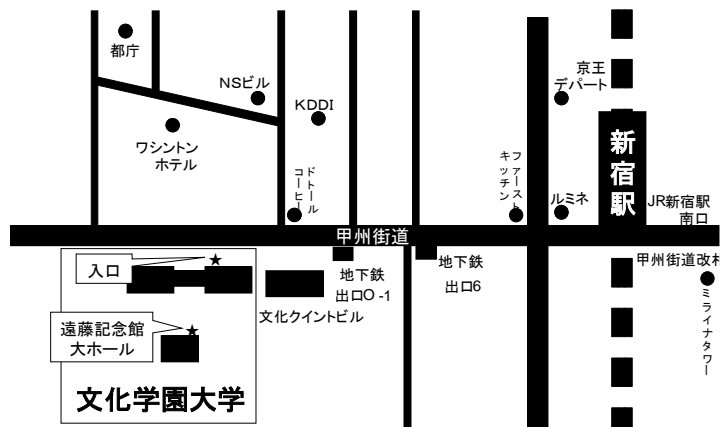 都庁
NSビル
KDDI
京王
デパート
ワシントン
ホテル
ドトール
コーヒー
ファースト
キッチン
ルミネ
新宿駅
JR新宿駅
南口
甲州街道
入口
地下鉄
出口O-1
地下鉄
出口6
甲州街道改札
ミライナタワー
文化クイントビル
遠藤記念館
大ホール
文化学園大学